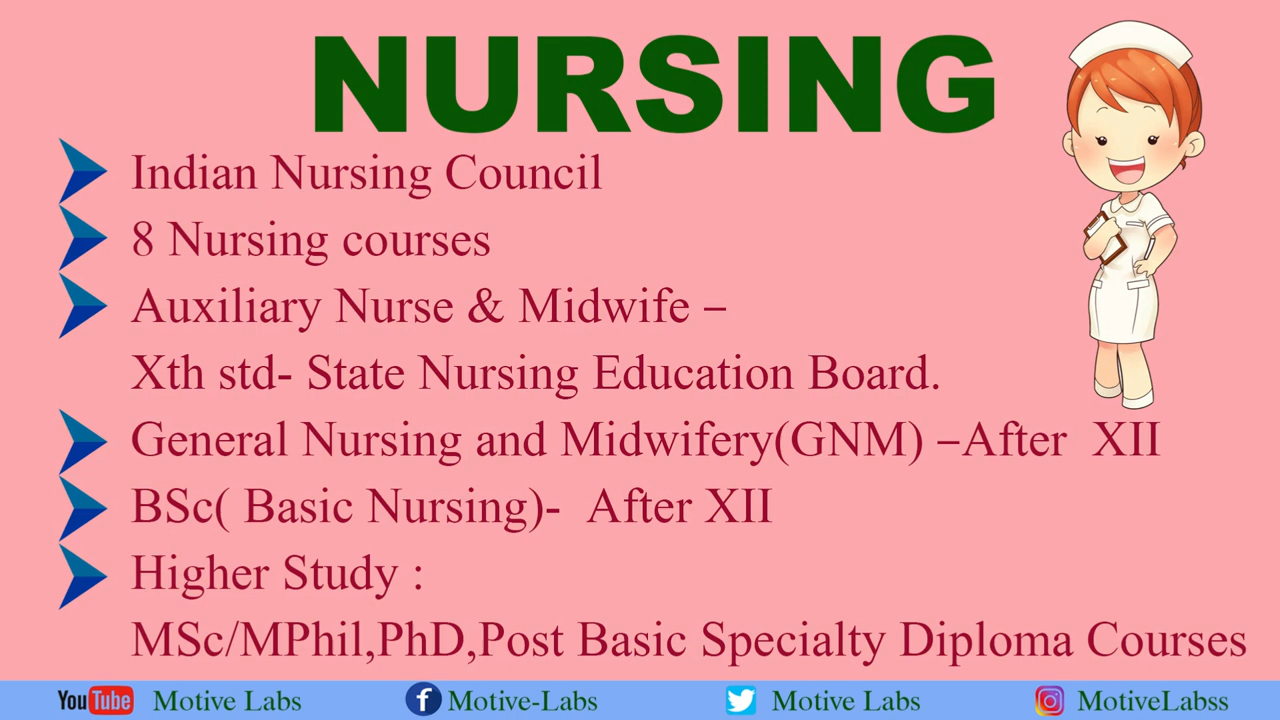 NURSING
Indian Nursing Council
8 Nursing courses
Auxiliary Nurse & Midwife –
Xth std- State Nursing Education Board.
General Nursing and Midwifery(GNM) –After XII
BSc( Basic Nursing)- After XII
Higher Study :
MSc/MPhil,PhD,Post Basic Specialty Diploma Courses
YouTube Motive Labs f Motive-Labs Motive Labs MotiveLabss